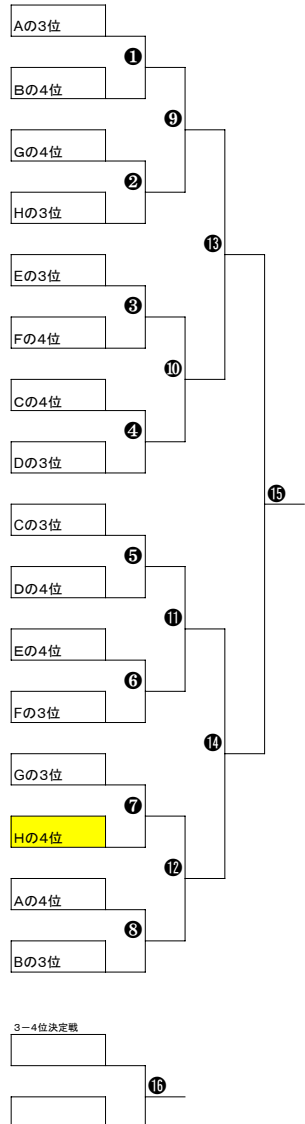 Aの3位
❶
Bの4位
❾
Gの4位
❷
Hの3位
⓭
Eの3位
❸
Fの4位
❿
Cの4位
❹
Dの3位
⓯
Cの3位
❺
Dの4位
⓫
Eの4位
❻
Fの3位
⓮
Gの3位
❼
Hの4位
⓬
Aの4位
❽
Bの3位
3－4位決定戦
⓰